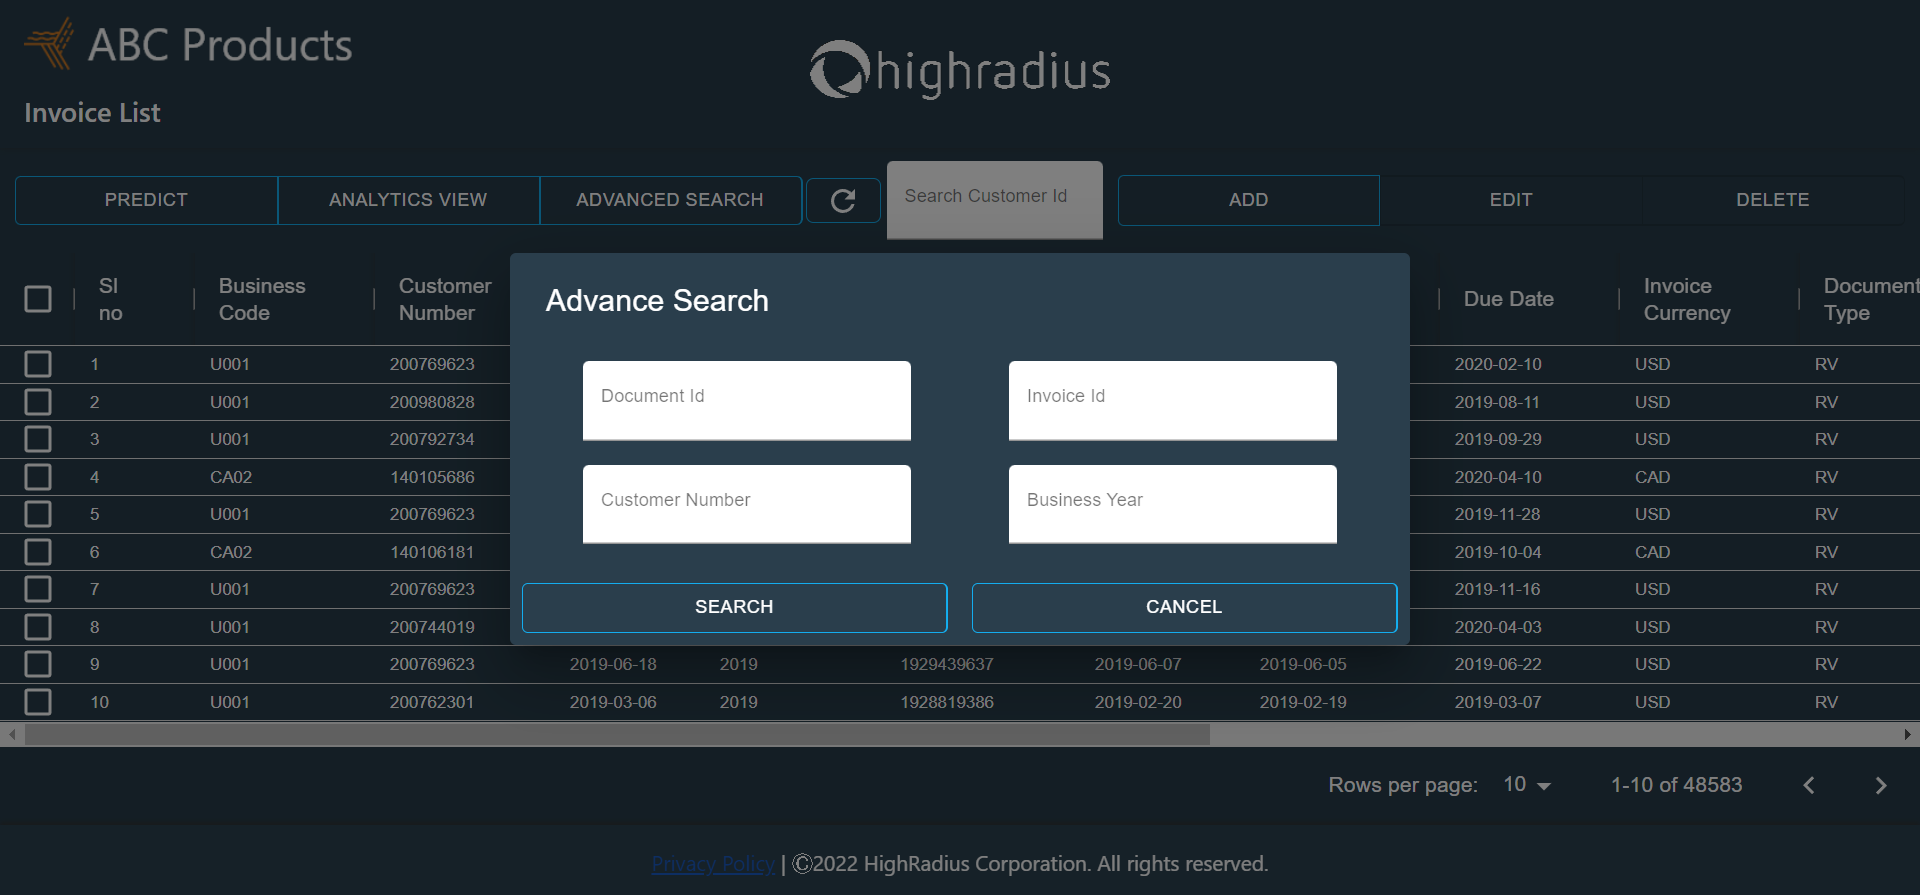 ABC Products
highradius
Invoice List
PREDICT ANALYTICS VIEW ADVANCED SEARCH Search Customer Id ADD EDIT DELETE
Sl no Business Code Customer Number Due Date Invoice Currency Document Type
Advance Search
Document Id Invoice Id
Customer Number Business Year
SEARCH CANCEL
1 U001 200769623 2020-02-10 USD RV
2 U001 200980828 2019-08-11 USD RV
3 U001 200792734 2019-09-29 USD RV
4 CA02 140105686 2020-04-10 CAD RV
5 U001 200769623 2019-11-28 USD RV
6 CA02 140106181 2019-10-04 CAD RV
7 U001 200769623 2019-11-16 USD RV
8 U001 200744019 2020-04-03 USD RV
9 U001 200769623 2019-06-18 2019 1929439637 2019-06-07 2019-06-05 2019-06-22 USD RV
10 U001 200762301 2019-03-06 2019 1928819386 2019-02-20 2019-02-19 2019-03-07 USD RV
Rows per page: 10 1-10 of 48583
Privacy Policy | ©2022 HighRadius Corporation. All rights reserved.